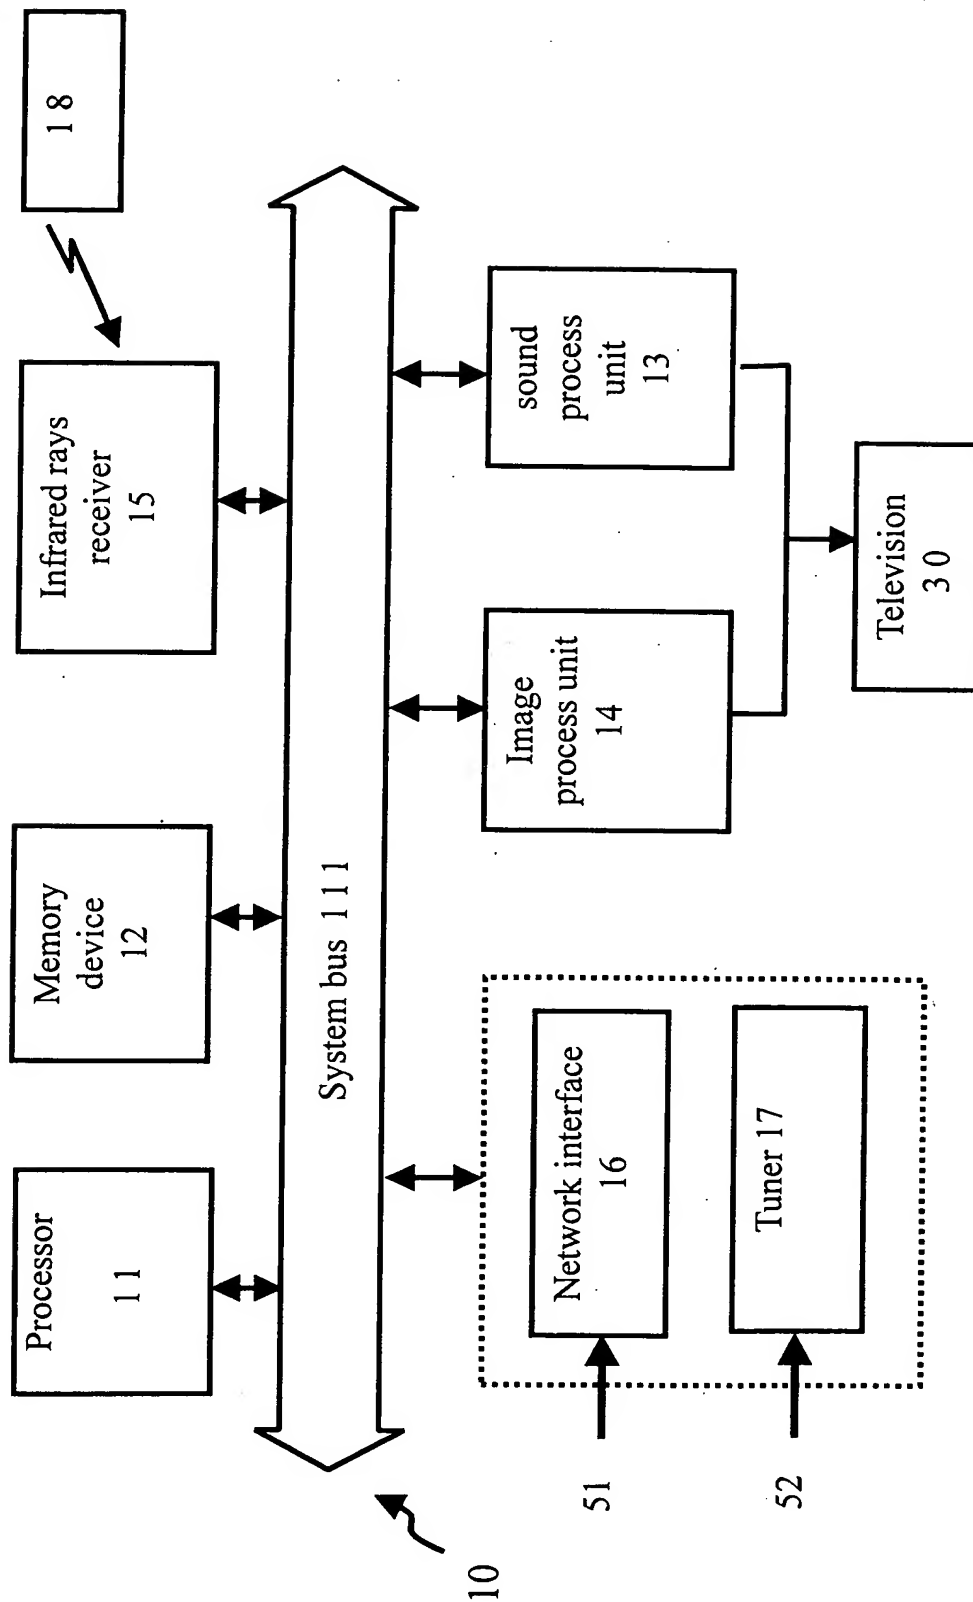 Processor
11
Memory
device
12
Infrared rays
receiver
15
18
System bus 111
10
51
Network interface
16
52
Tuner 17
Image
process unit
14
sound
process
unit
13
Television
30